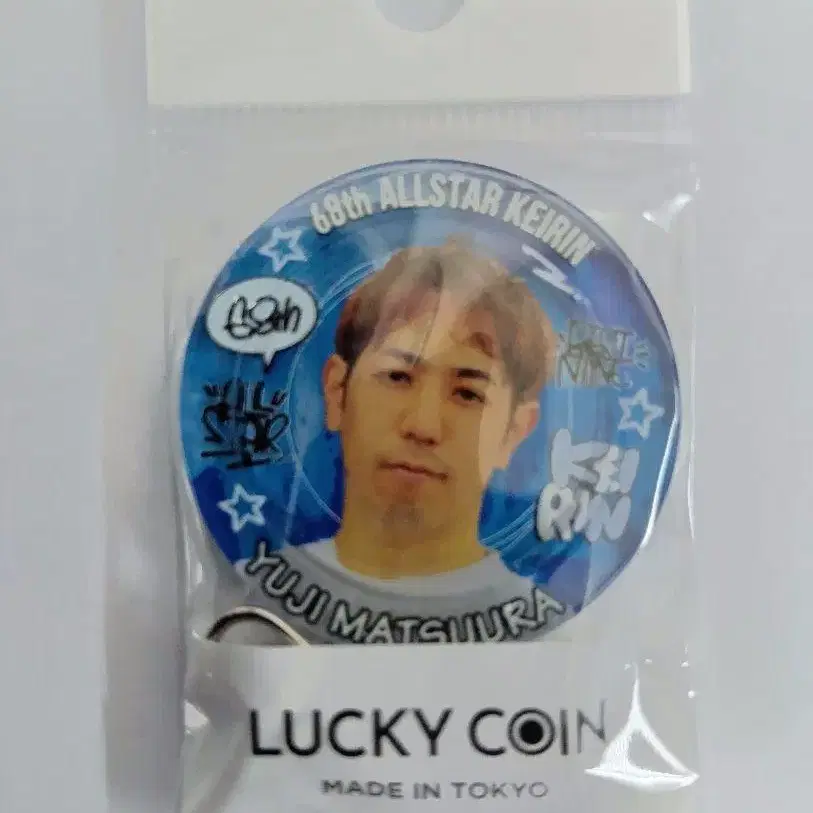 68th ALLSTAR KEIRIN
68th
KEI
RIN
YUJI MATSUURA
LUCKY COIN
MADE IN TOKYO